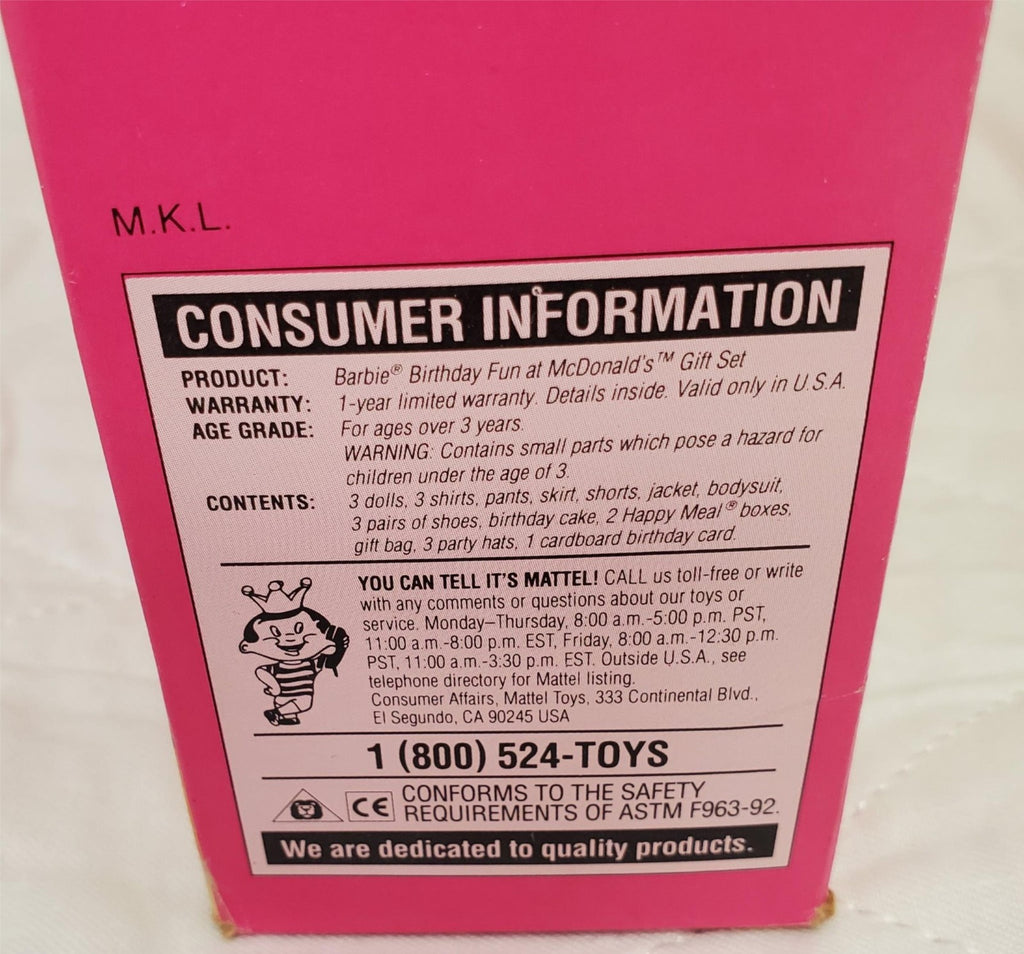 M.K.L.
CONSUMER INFORMATION
PRODUCT: Barbie® Birthday Fun at McDonald's™ Gift Set
WARRANTY: 1-year limited warranty. Details inside. Valid only in U.S.A.
AGE GRADE: For ages over 3 years.
WARNING: Contains small parts which pose a hazard for
children under the age of 3.
CONTENTS: 3 dolls, 3 shirts, pants, skirt, shorts, jacket, bodysuit,
3 pairs of shoes, birthday cake, 2 Happy Meal® boxes,
gift bag, 3 party hats, 1 cardboard birthday card.
YOU CAN TELL IT'S MATTEL! CALL us toll-free or write
with any comments or questions about our toys or
service. Monday–Thursday, 8:00 a.m.-5:00 p.m. PST,
11:00 a.m.-8:00 p.m. EST, Friday, 8:00 a.m.-12:30 p.m.
PST, 11:00 a.m.-3:30 p.m. EST. Outside U.S.A., see
telephone directory for Mattel listing.
Consumer Affairs, Mattel Toys, 333 Continental Blvd.,
El Segundo, CA 90245 USA
1 (800) 524-TOYS
CE CONFORMS TO THE SAFETY
REQUIREMENTS OF ASTM F963-92.
We are dedicated to quality products.